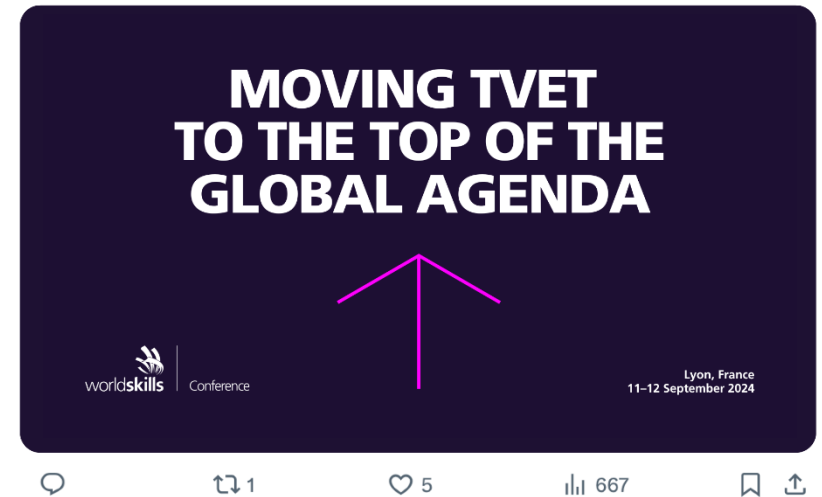 MOVING TVET
TO THE TOP OF THE
GLOBAL AGENDA
worldskills Conference
Lyon, France
11–12 September 2024
1 5 667